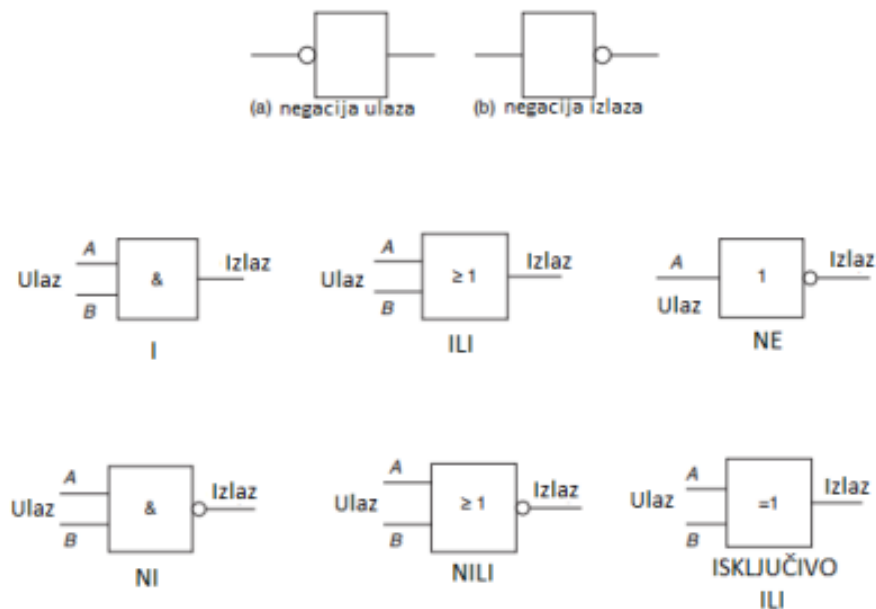 (a) negacija ulaza
(b) negacija izlaza
A
Ulaz
B
&
Izlaz
I
A
Ulaz
B
≥ 1
Izlaz
ILI
A
Ulaz
1
Izlaz
NE
A
Ulaz
B
&
Izlaz
NI
A
Ulaz
B
≥ 1
Izlaz
NILI
A
Ulaz
B
=1
Izlaz
ISKLJUČIVO
ILI